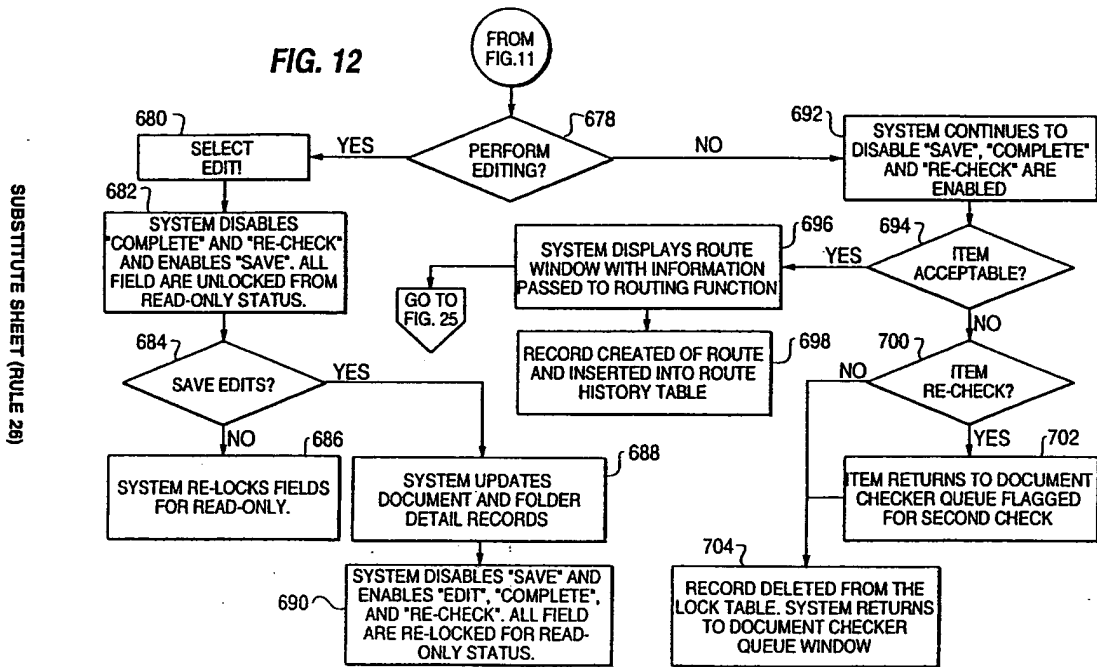 FIG. 12
FROM
FIG.11
678
PERFORM
EDITING?
YES
NO
680
SELECT
EDIT!
682
SYSTEM DISABLES
"COMPLETE" AND "RE-CHECK"
AND ENABLES "SAVE". ALL
FIELD ARE UNLOCKED FROM
READ-ONLY STATUS.
684
SAVE EDITS?
YES
NO
686
SYSTEM RE-LOCKS FIELDS
FOR READ-ONLY.
688
SYSTEM UPDATES
DOCUMENT AND FOLDER
DETAIL RECORDS
690
SYSTEM DISABLES "SAVE" AND
ENABLES "EDIT", "COMPLETE",
AND "RE-CHECK". ALL FIELD
ARE RE-LOCKED FOR READ-
ONLY STATUS.
692
SYSTEM CONTINUES TO
DISABLE "SAVE", "COMPLETE"
AND "RE-CHECK" ARE
ENABLED
694
ITEM
ACCEPTABLE?
YES
NO
696
SYSTEM DISPLAYS ROUTE
WINDOW WITH INFORMATION
PASSED TO ROUTING FUNCTION
GO TO
FIG. 25
698
RECORD CREATED OF ROUTE
AND INSERTED INTO ROUTE
HISTORY TABLE
700
ITEM
RE-CHECK?
NO
YES
702
ITEM RETURNS TO DOCUMENT
CHECKER QUEUE FLAGGED
FOR SECOND CHECK
704
RECORD DELETED FROM THE
LOCK TABLE. SYSTEM RETURNS
TO DOCUMENT CHECKER
QUEUE WINDOW
SUBSTITUTE SHEET (RULE 26)